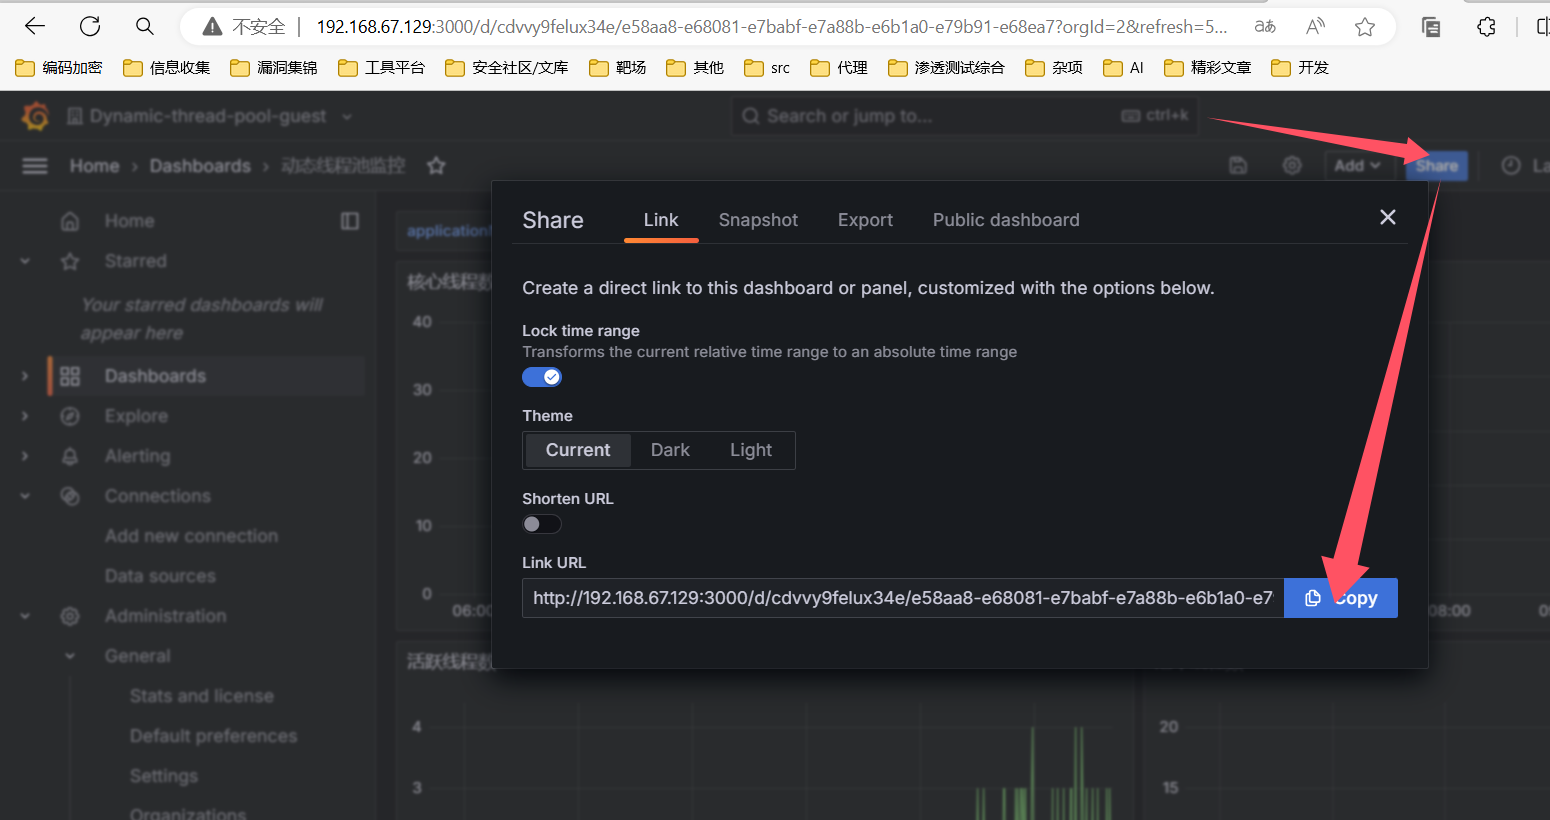 不安全 192.168.67.129:3000/d/cdvvy9felux34e/e58aa8-e68081-e7babf-e7a88b-e6b1a0-e79b91-e68ea7?orgId=2&refresh=5...
编码加密 信息收集 漏洞集锦 工具平台 安全社区/文库 靶场 其他 src 代理 渗透测试综合 杂项 AI 精彩文章 开发
Dynamic-thread-pool-guest
Search or jump to...
ctrl+k
Home › Dashboards › 动态线程池监控
Add
Share
La
Home
Starred
Your starred dashboards will
appear here
Dashboards
Explore
Alerting
Connections
Add new connection
Data sources
Administration
General
Stats and license
Default preferences
Settings
Organizations
application
核心线程数
40
30
20
10
0
06:00
08:00
活跃线程数
4
3
20
15
Share
Link
Snapshot
Export
Public dashboard
Create a direct link to this dashboard or panel, customized with the options below.
Lock time range
Transforms the current relative time range to an absolute time range
Theme
Current
Dark
Light
Shorten URL
Link URL
http://192.168.67.129:3000/d/cdvvy9felux34e/e58aa8-e68081-e7babf-e7a88b-e6b1a0-e7
Copy